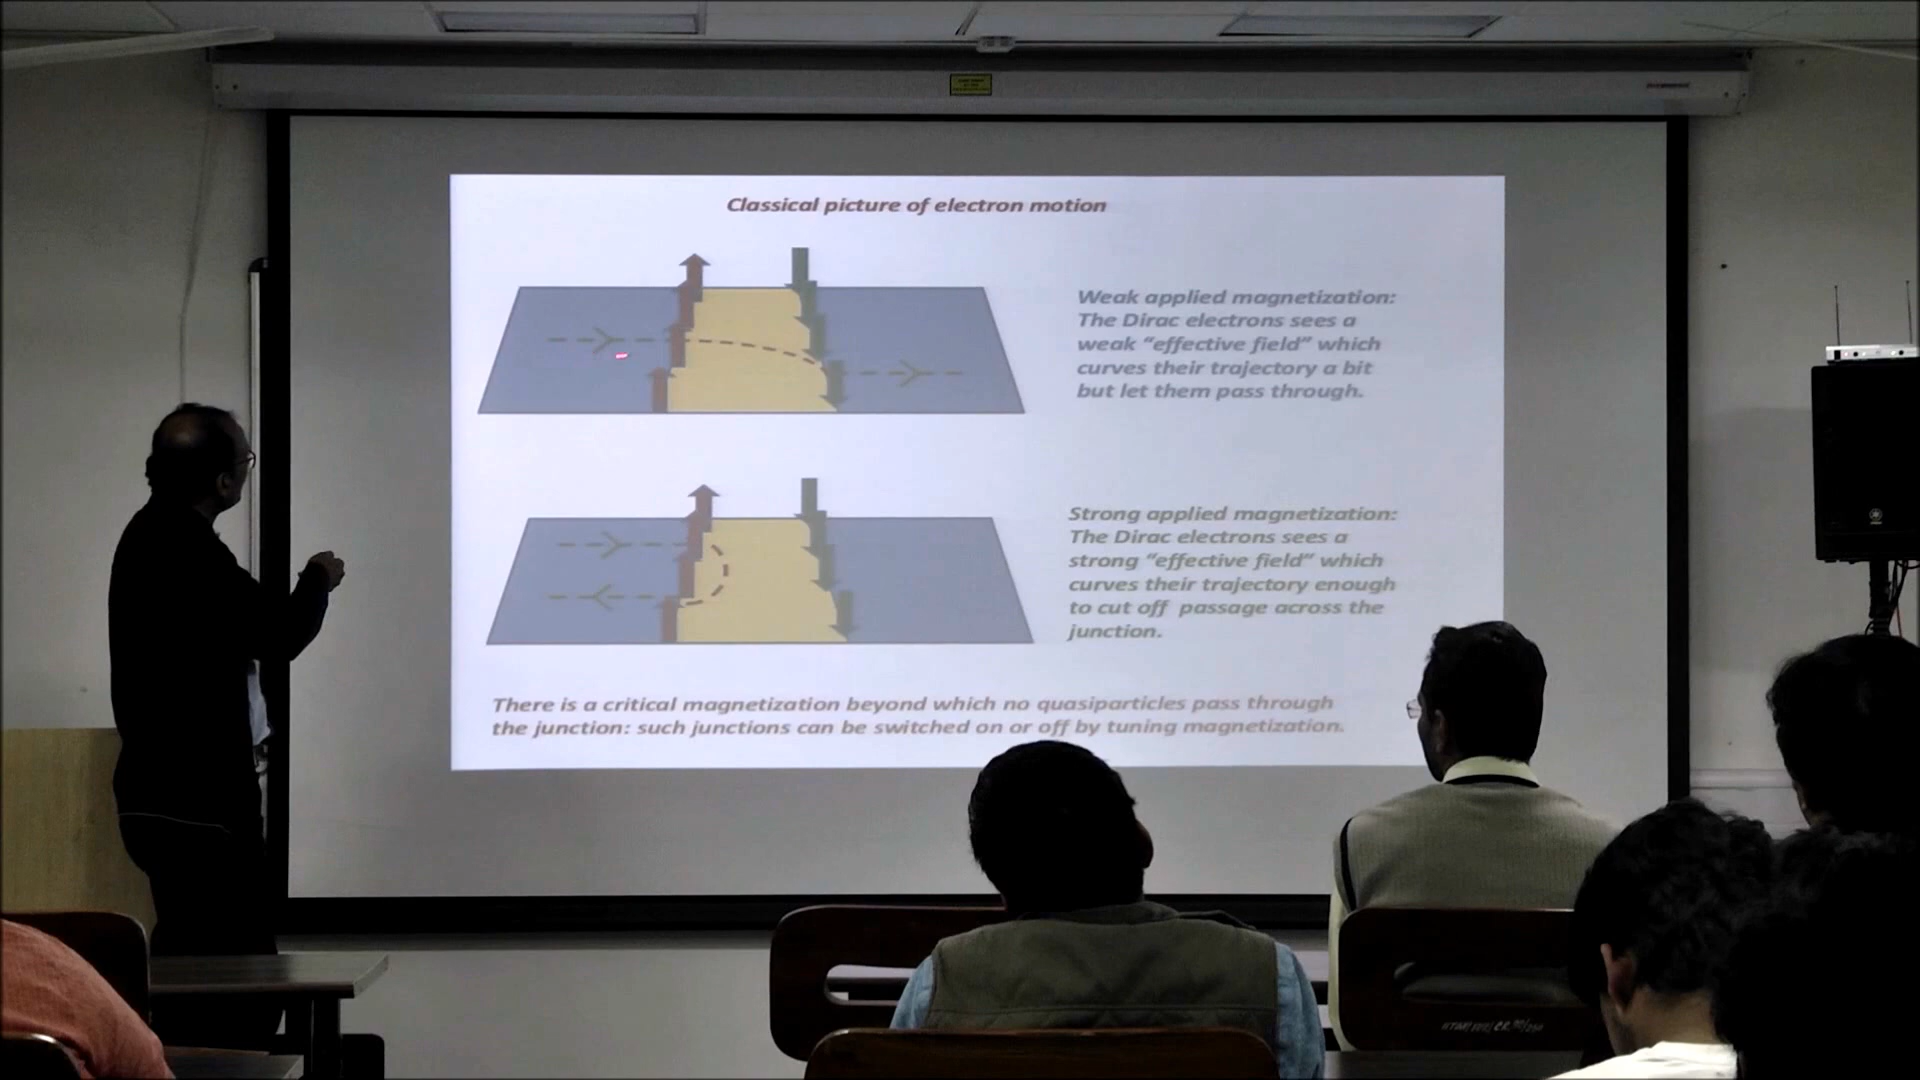 Classical picture of electron motion
Weak applied magnetization:
The Dirac electrons sees a
weak “effective field” which
curves their trajectory a bit
but let them pass through.
Strong applied magnetization:
The Dirac electrons sees a
strong “effective field” which
curves their trajectory enough
to cut off passage across the
junction.
There is a critical magnetization beyond which no quasiparticles pass through
the junction: such junctions can be switched on or off by tuning magnetization.